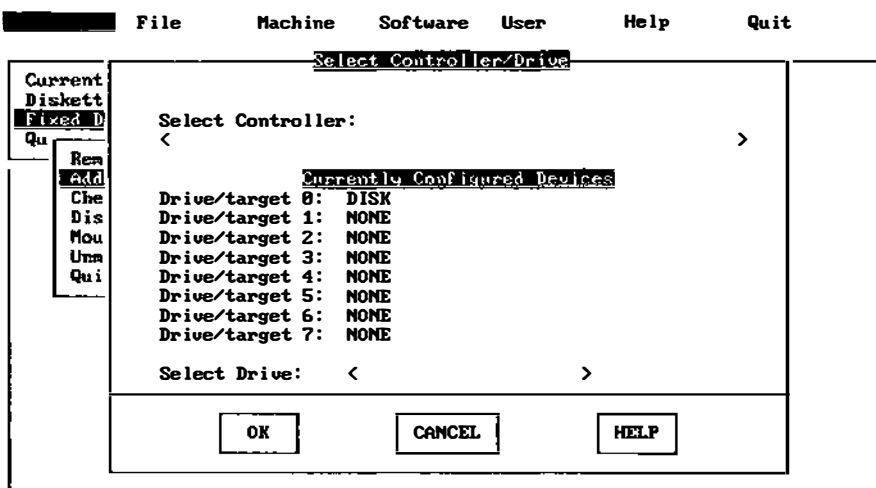 File Machine Software User Help Quit
Select Controller/Drive
Current
Diskett
Fixed D
Qu
Select Controller:
< >
Rem
Add
Che
Dis
Mou
Unm
Qui
Currently Configured Devices
Drive/target 0: DISK
Drive/target 1: NONE
Drive/target 2: NONE
Drive/target 3: NONE
Drive/target 4: NONE
Drive/target 5: NONE
Drive/target 6: NONE
Drive/target 7: NONE
Select Drive: < >
OK CANCEL HELP